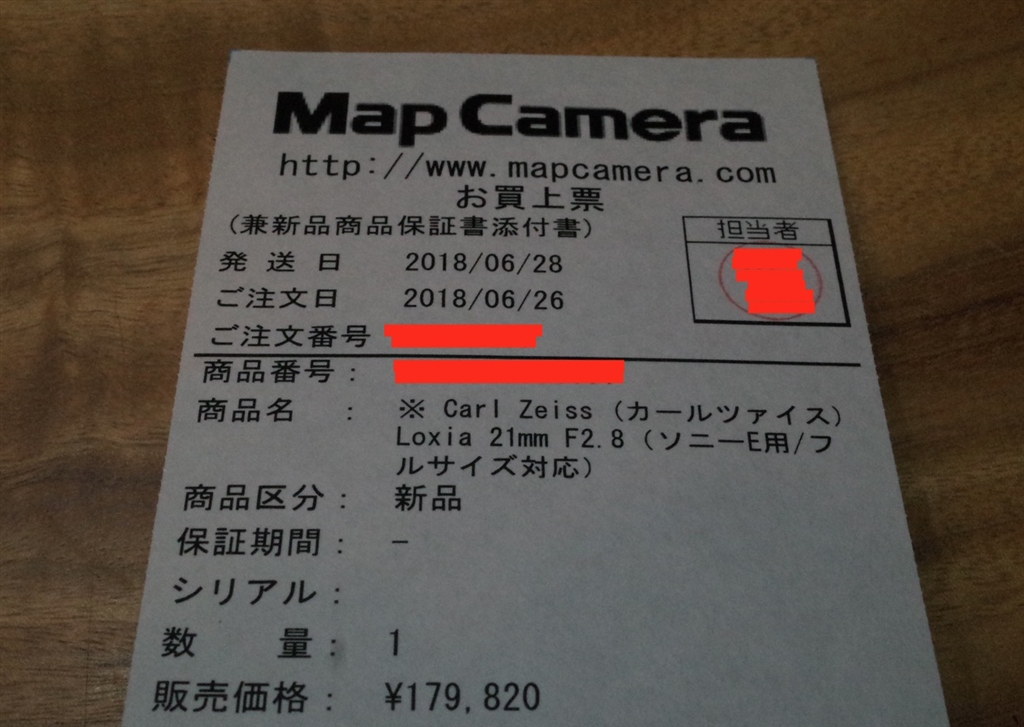 Map Camera
http://www.mapcamera.com
お買上票
(兼新品商品保証書添付書)
担当者
発 送 日 2018/06/28
ご注文日 2018/06/26
ご注文番号
商品番号：
商品名 ： ※ Carl Zeiss (カールツァイス)
Loxia 21mm F2.8 (ソニーE用/フ
ルサイズ対応)
商品区分： 新品
保証期間： −
シリアル：
数 量： 1
販売価格： ¥179,820